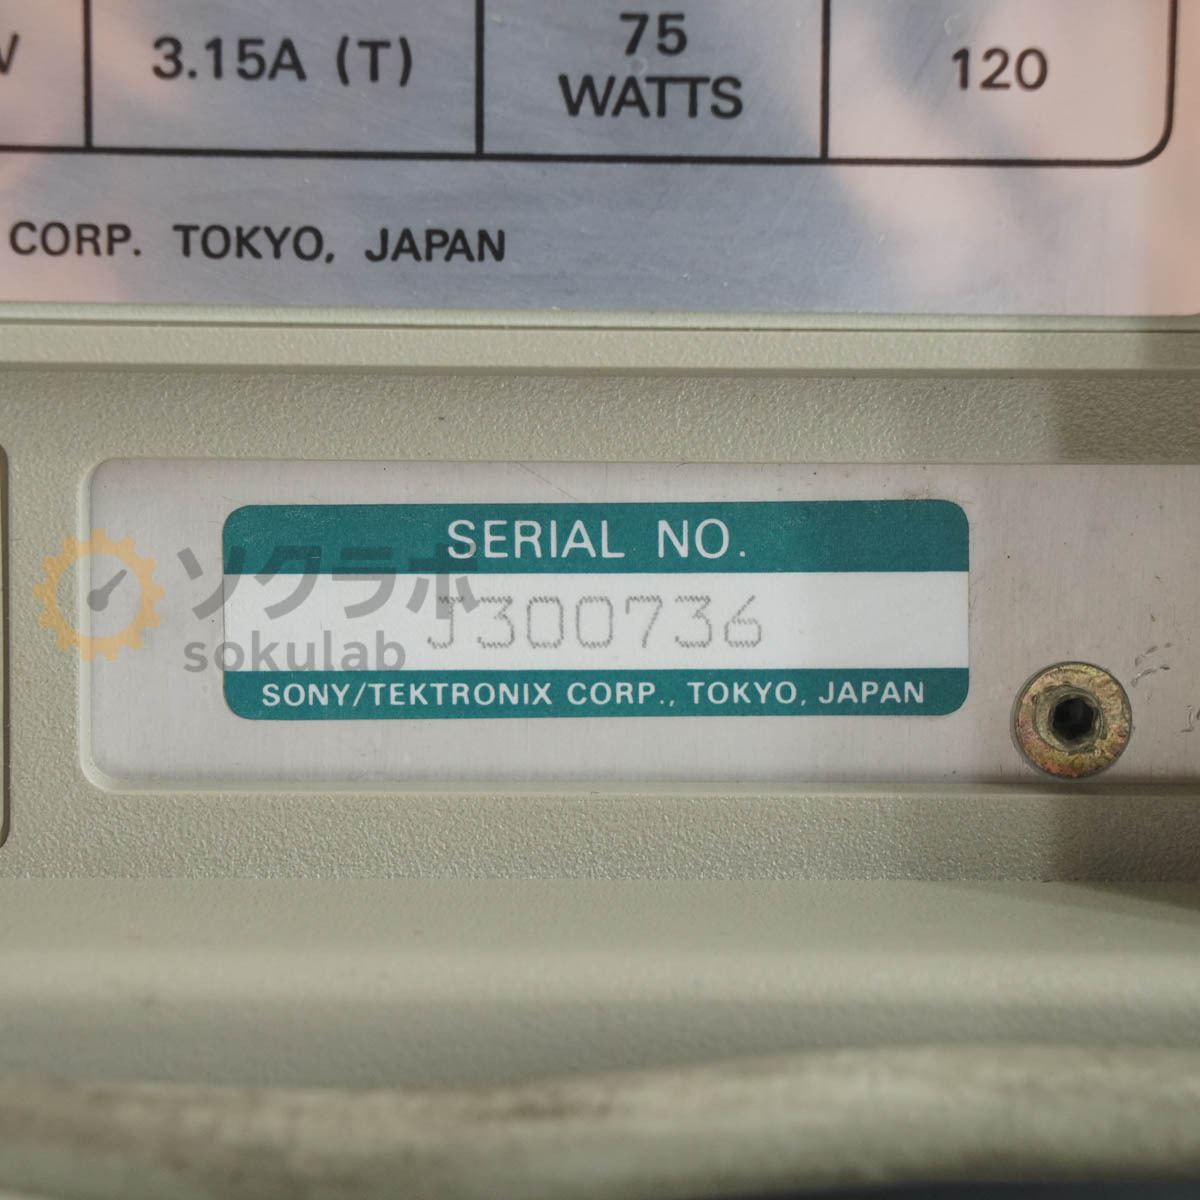 V 3.15A (T) 75 WATTS 120
CORP. TOKYO, JAPAN
SERIAL NO.
ソクラボ
J300736
sokulab
SONY/TEKTRONIX CORP., TOKYO, JAPAN